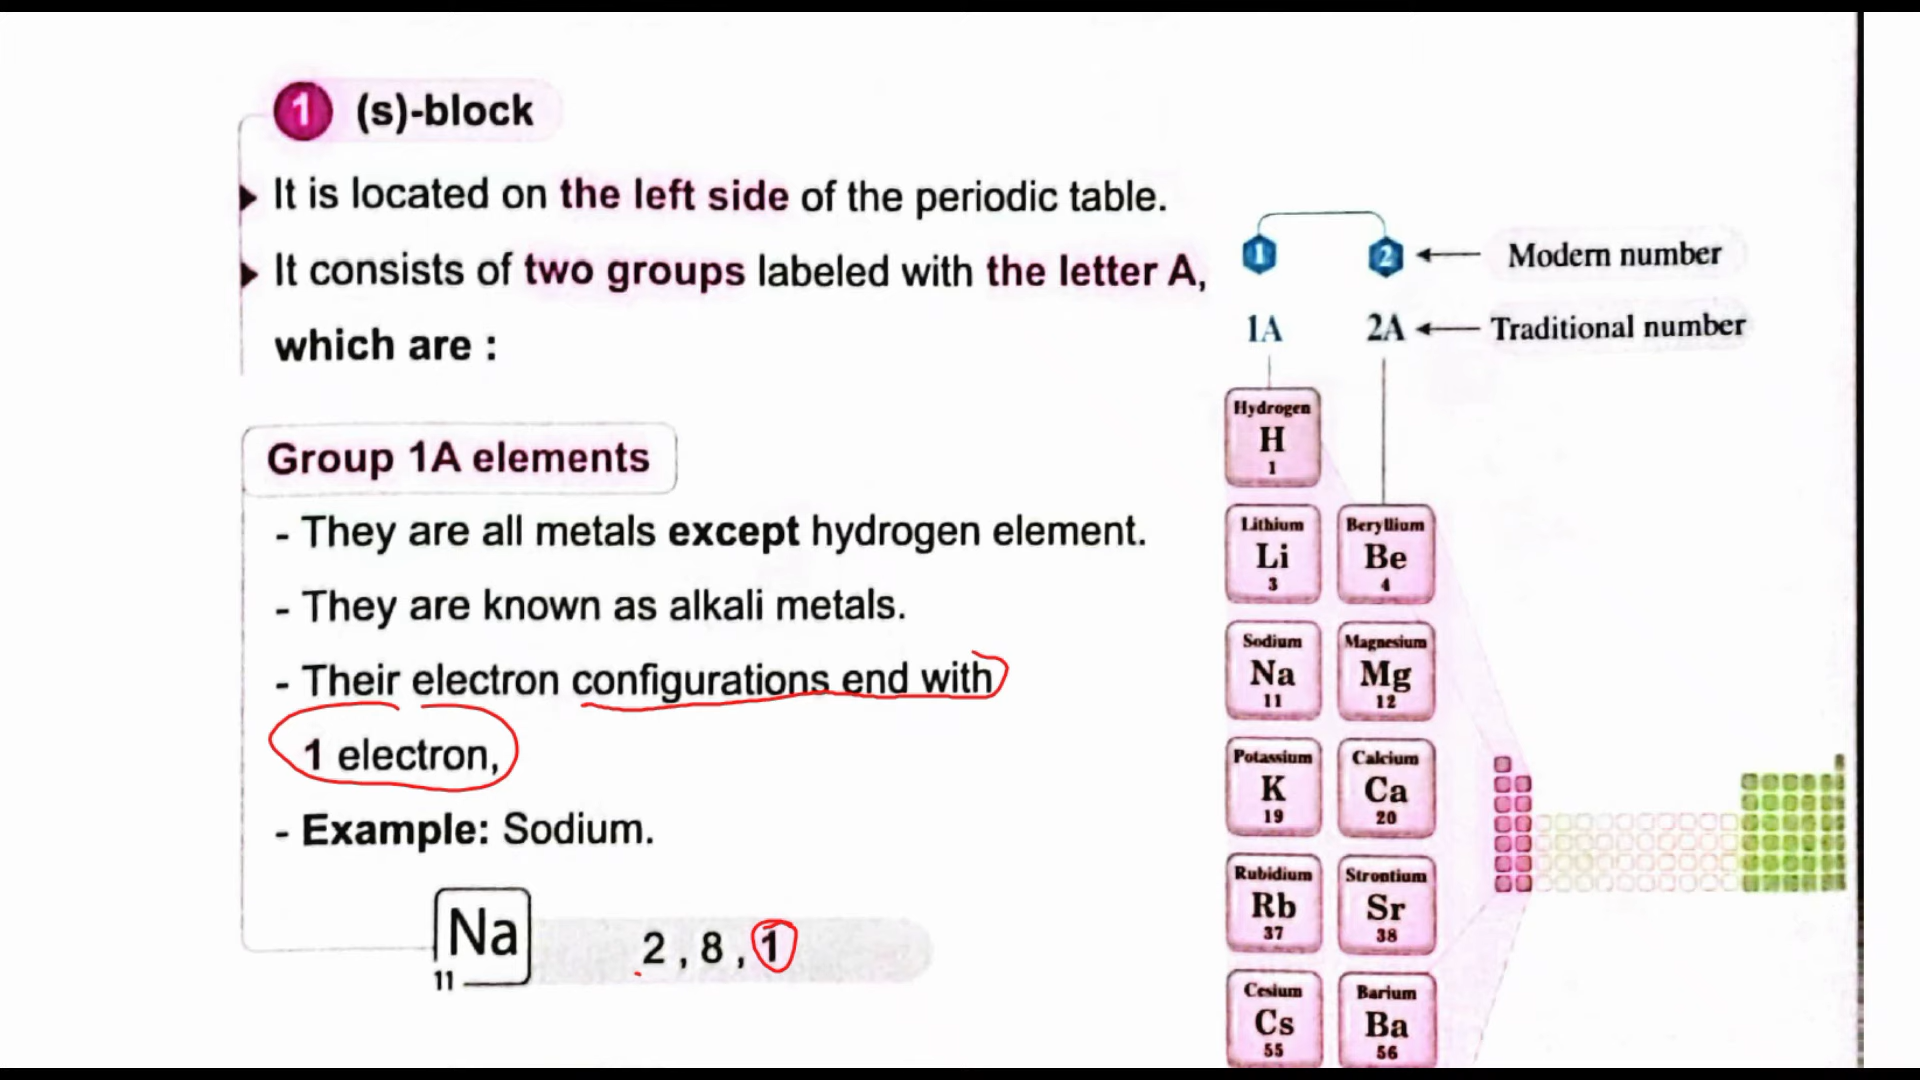 1 (s)-block
It is located on the left side of the periodic table.
It consists of two groups labeled with the letter A,
which are :
Group 1A elements
- They are all metals except hydrogen element.
- They are known as alkali metals.
- Their electron configurations end with
1 electron,
- Example: Sodium.
Na
11
2 , 8 , 1
1 2 Modern number
1A 2A Traditional number
Hydrogen
H
1
Lithium Beryllium
Li Be
3 4
Sodium Magnesium
Na Mg
11 12
Potassium Calcium
K Ca
19 20
Rubidium Strontium
Rb Sr
37 38
Cesium Barium
Cs Ba
55 56